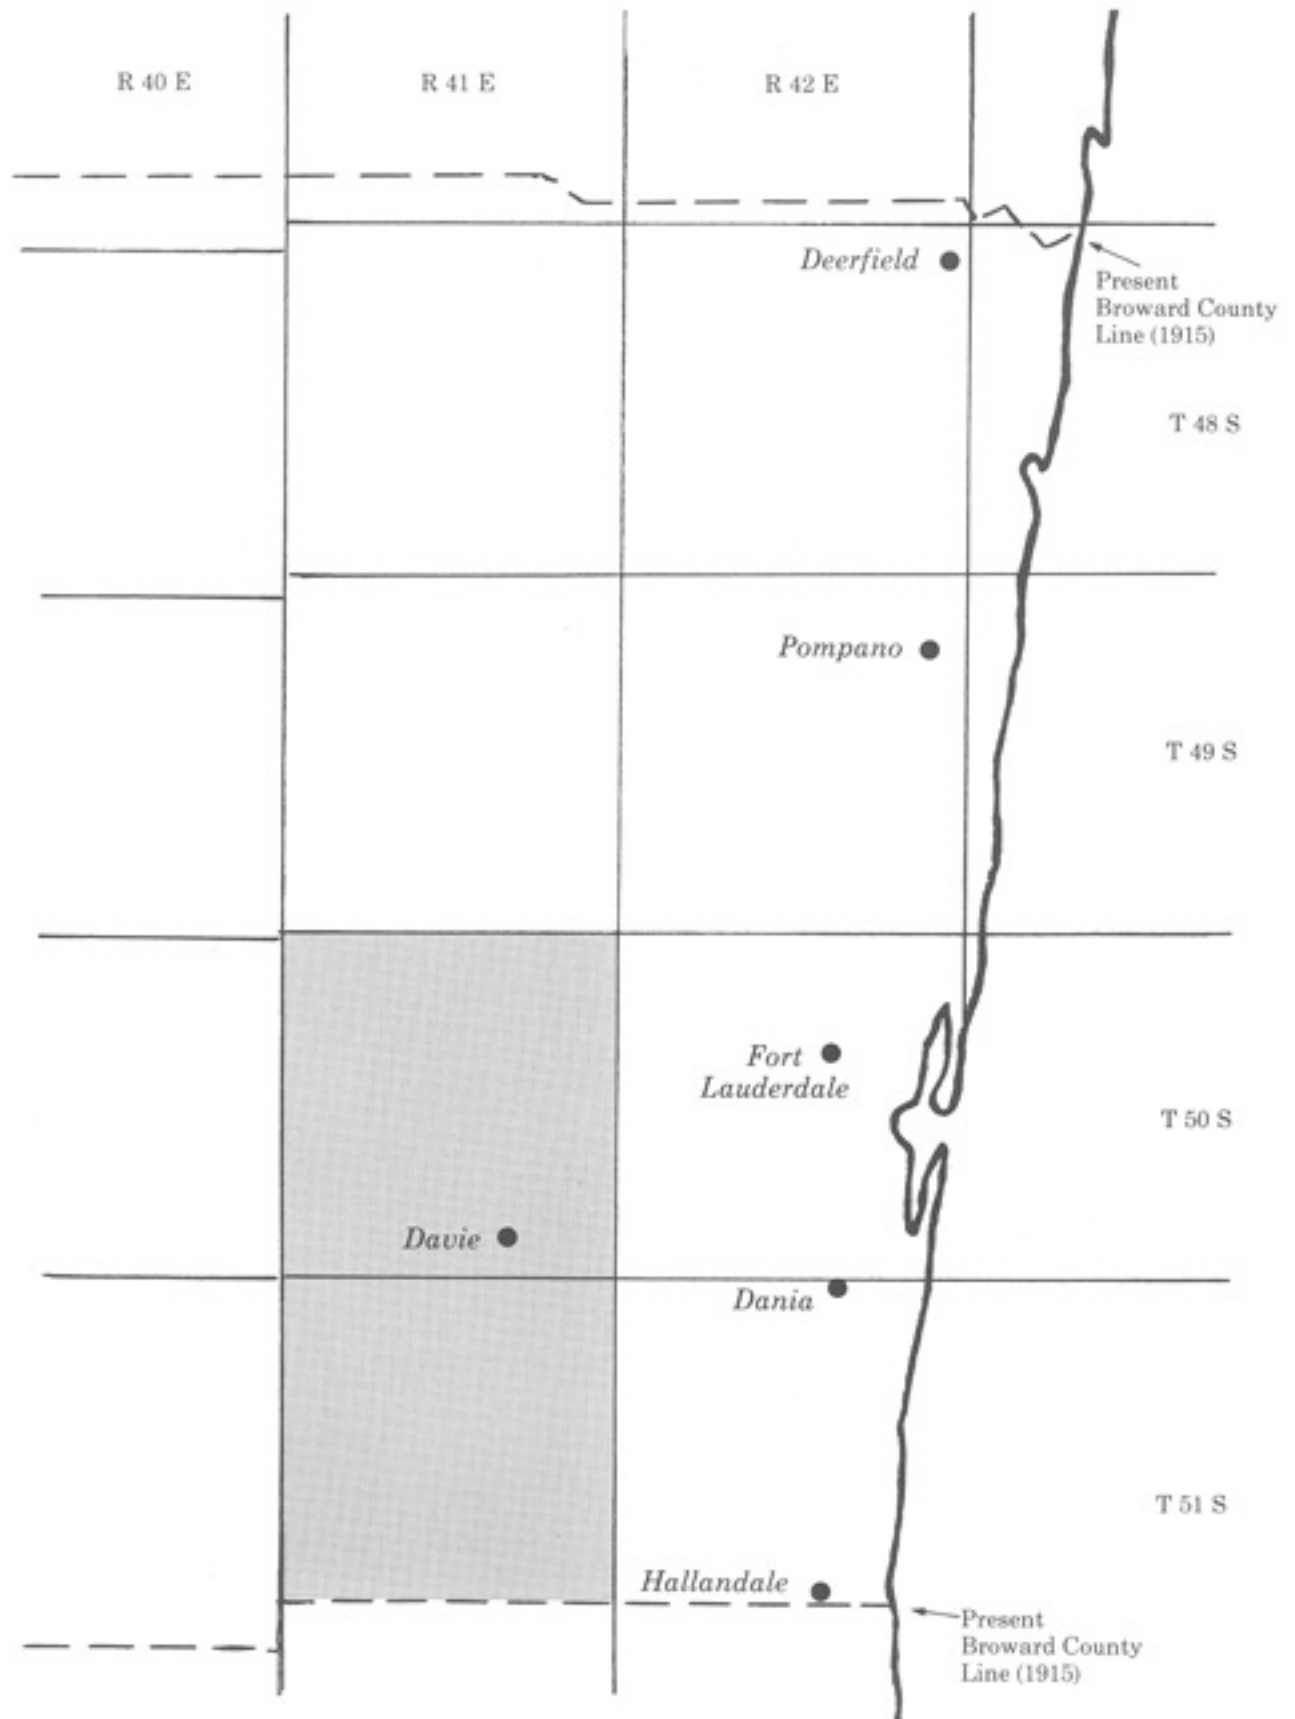 R 40 E
R 41 E
R 42 E
Deerfield
Present
Broward County
Line (1915)
T 48 S
Pompano
T 49 S
Fort
Lauderdale
T 50 S
Davie
Dania
T 51 S
Hallandale
Present
Broward County
Line (1915)